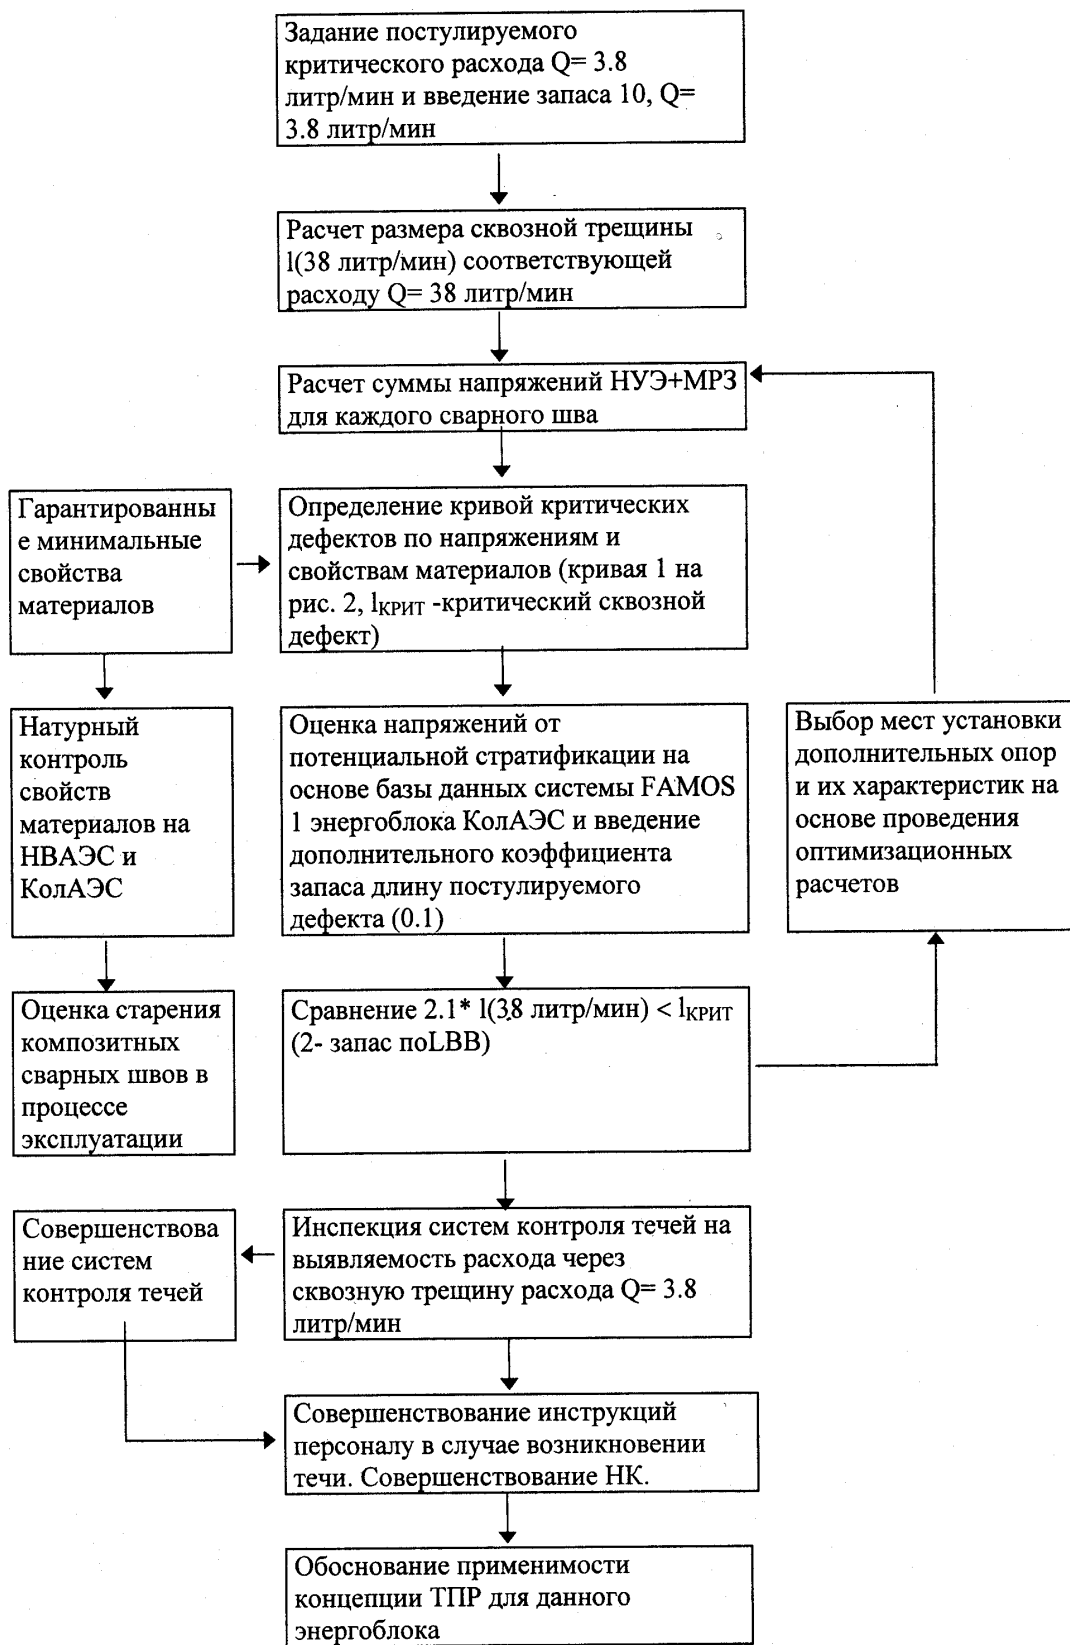 Задание постулируемого
критического расхода Q= 3.8
литр/мин и введение запаса 10, Q=
3.8 литр/мин
Расчет размера сквозной трещины
l(38 литр/мин) соответствующей
расходу Q= 38 литр/мин
Расчет суммы напряжений НУЭ+МРЗ
для каждого сварного шва
Гарантированны
е минимальные
свойства
материалов
Определение кривой критических
дефектов по напряжениям и
свойствам материалов (кривая 1 на
рис. 2, lКРИТ -критический сквозной
дефект)
Натурный
контроль
свойств
материалов на
НВАЭС и
КолАЭС
Оценка напряжений от
потенциальной стратификации на
основе базы данных системы FAMOS
1 энергоблока КолАЭС и введение
дополнительного коэффициента
запаса длину постулируемого
дефекта (0.1)
Выбор мест установки
дополнительных опор
и их характеристик на
основе проведения
оптимизационных
расчетов
Оценка старения
композитных
сварных швов в
процессе
эксплуатации
Сравнение 2.1* l(3.8 литр/мин) < lКРИТ
(2- запас поLBB)
Совершенствова
ние систем
контроля течей
Инспекция систем контроля течей на
выявляемость расхода через
сквозную трещину расхода Q= 3.8
литр/мин
Совершенствование инструкций
персоналу в случае возникновении
течи. Совершенствование НК.
Обоснование применимости
концепции ТПР для данного
энергоблока